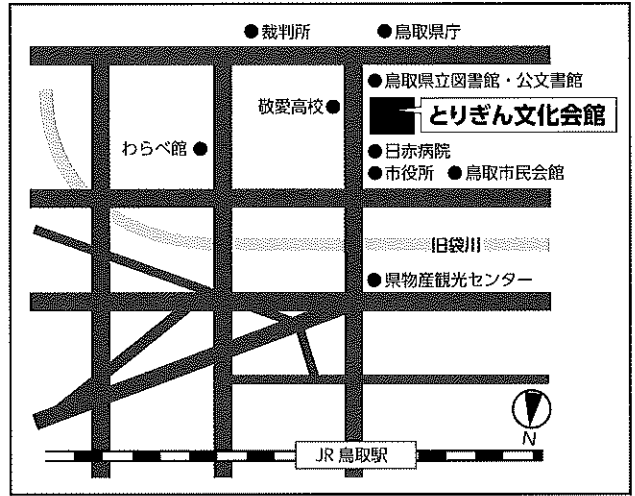 裁判所
鳥取県庁
鳥取県立図書館・公文書館
敬愛高校
とりぎん文化会館
わらべ館
日赤病院
市役所
鳥取市民会館
旧袋川
県物産観光センター
N
JR 鳥取駅